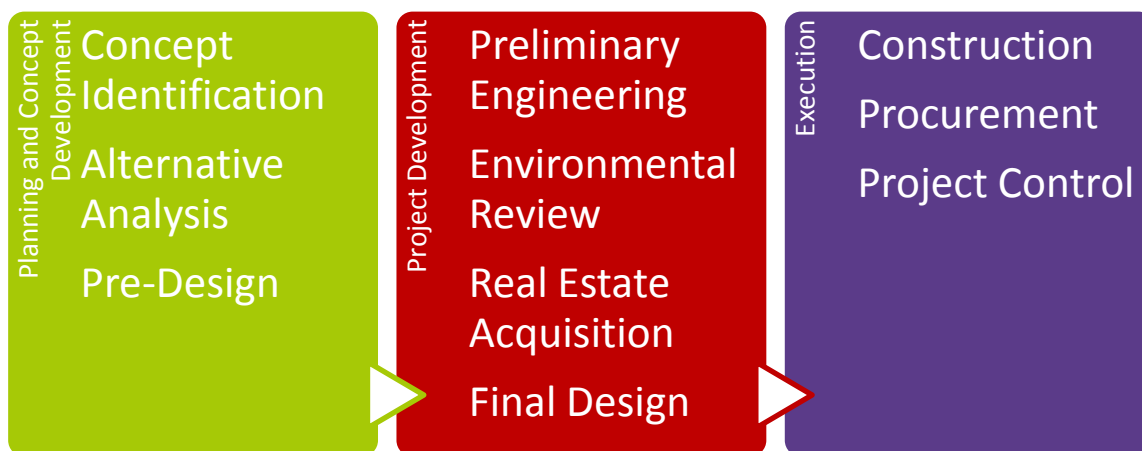 Planning and Concept
Development
Concept
Identification
Alternative
Analysis
Pre-Design
Project Development
Preliminary
Engineering
Environmental
Review
Real Estate
Acquisition
Final Design
Execution
Construction
Procurement
Project Control